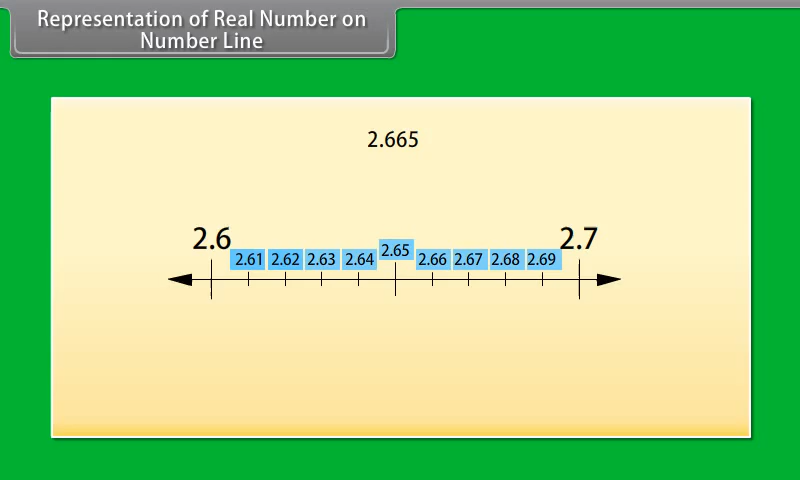 Representation of Real Number on
Number Line
2.665
2.6 2.61 2.62 2.63 2.64 2.65 2.66 2.67 2.68 2.69 2.7